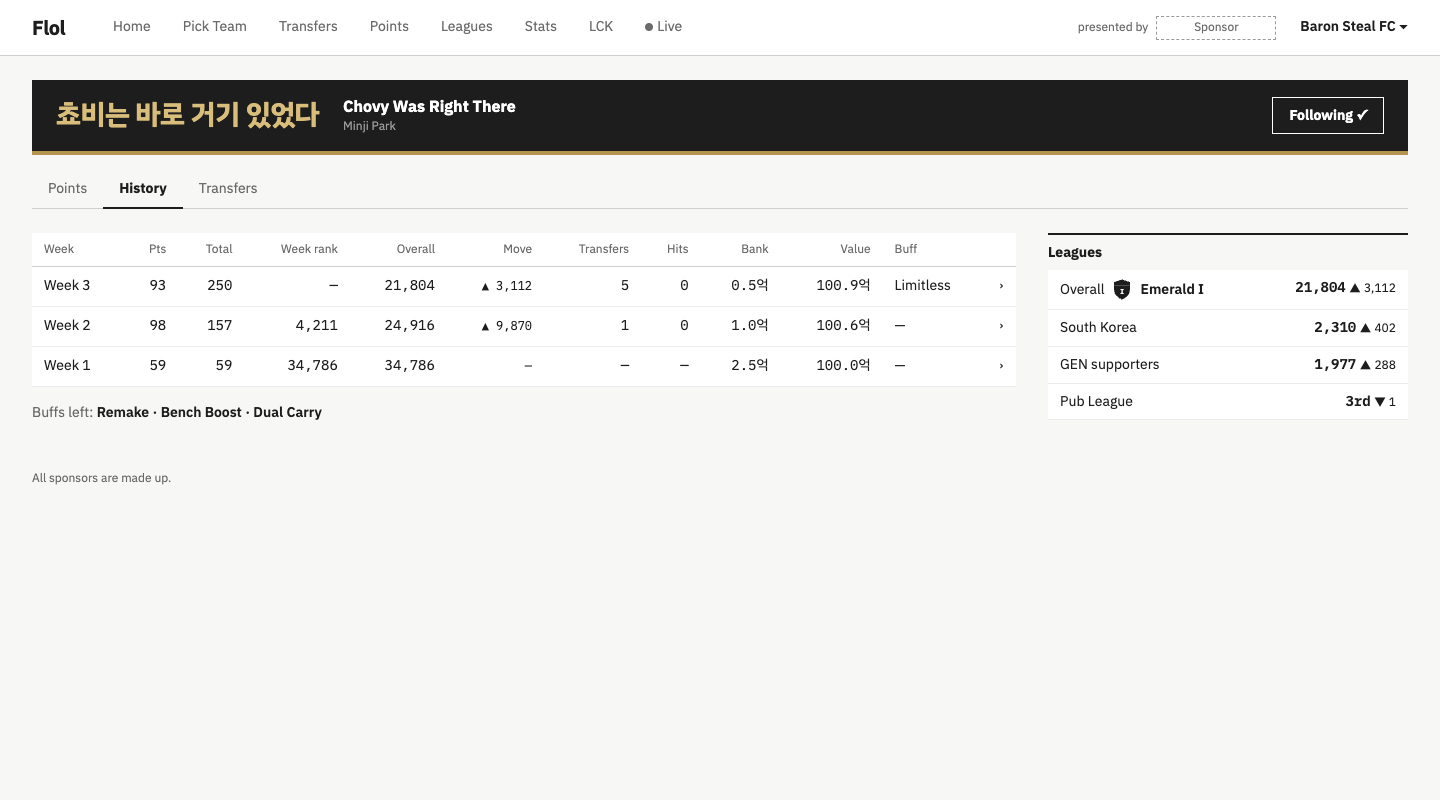 Flol Home Pick Team Transfers Points Leagues Stats LCK Live presented by Sponsor Baron Steal FC
쵸비는 바로 거기 있었다
Chovy Was Right There
Minji Park
Following ✓
Points History Transfers
Week Pts Total Week rank Overall Move Transfers Hits Bank Value Buff
Week 3 93 250 — 21,804 ▲ 3,112 5 0 0.5억 100.9억 Limitless ›
Week 2 98 157 4,211 24,916 ▲ 9,870 1 0 1.0억 100.6억 — ›
Week 1 59 59 34,786 34,786 — — — 2.5억 100.0억 — ›
Buffs left: Remake · Bench Boost · Dual Carry
Leagues
Overall I Emerald I 21,804 ▲ 3,112
South Korea 2,310 ▲ 402
GEN supporters 1,977 ▲ 288
Pub League 3rd ▼ 1
All sponsors are made up.